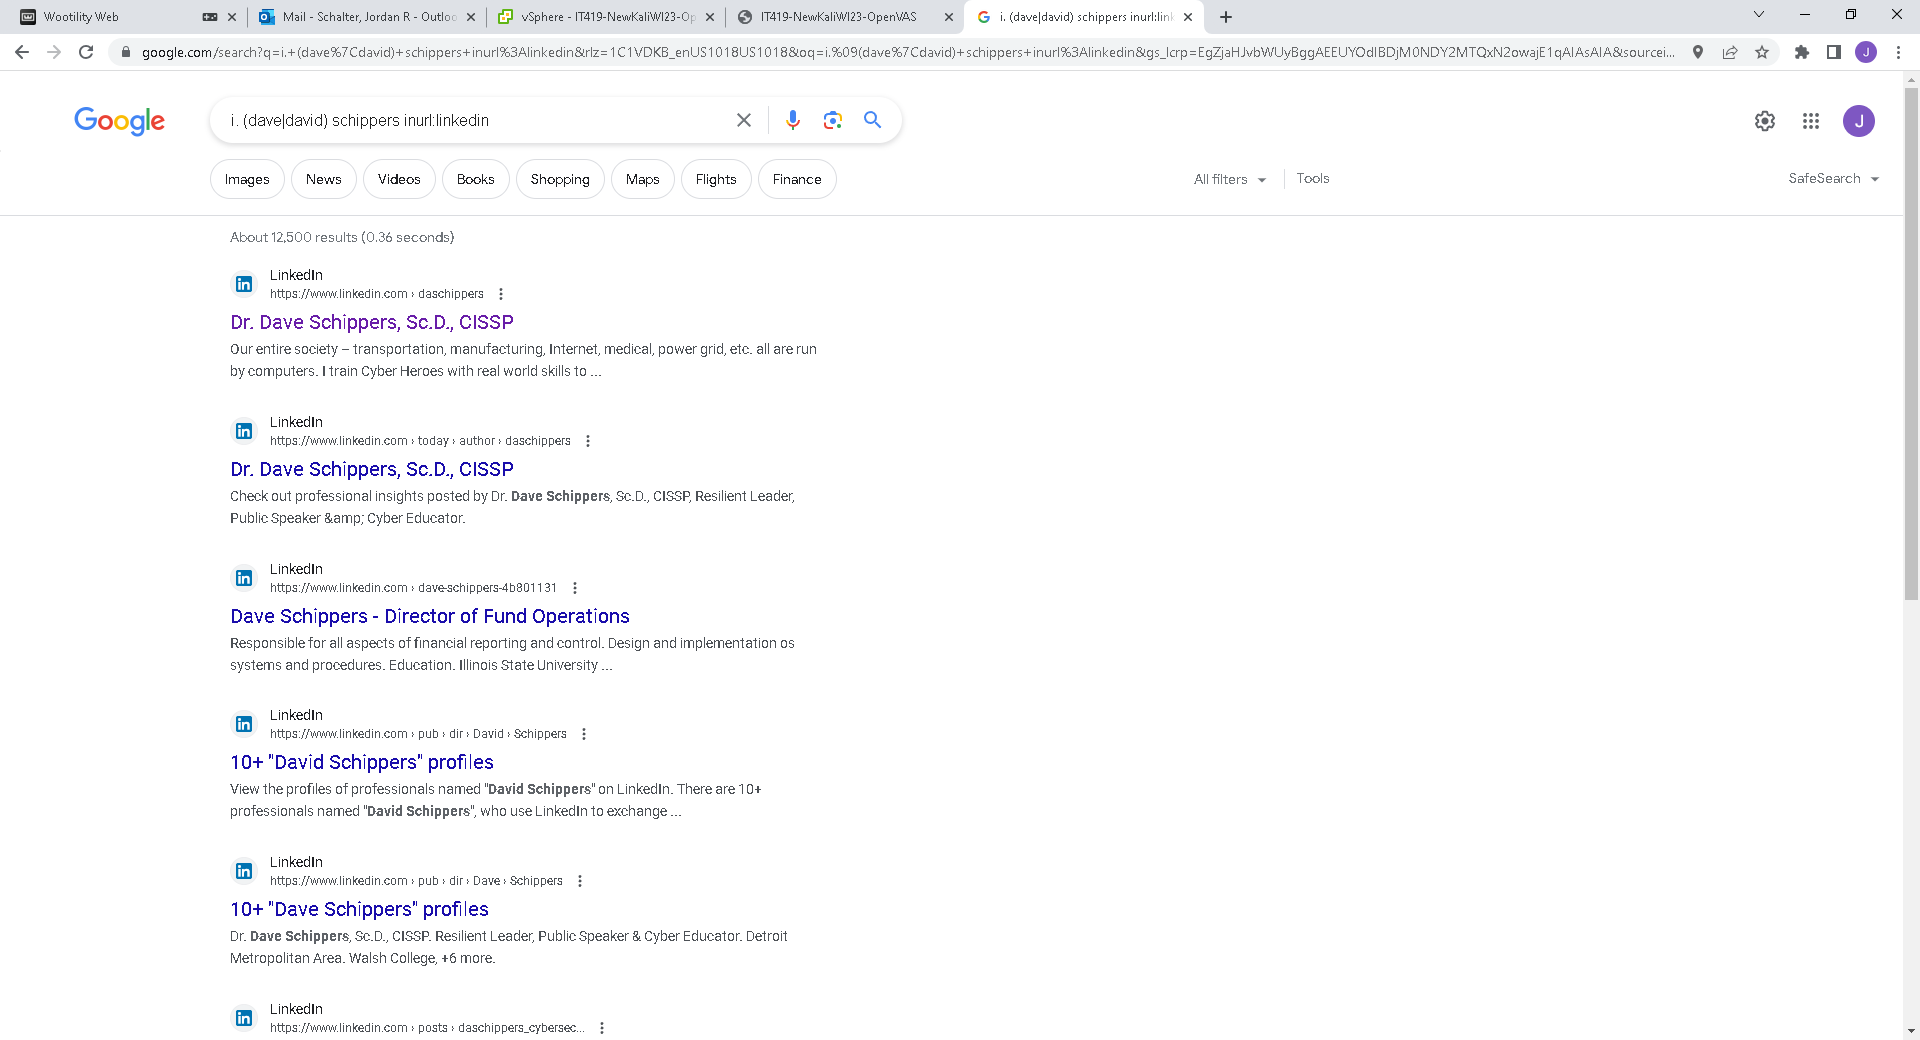 Wootility Web
Mail - Schalter, Jordan R - Outloo
vSphere - IT419-NewKaliWI23-Op
IT419-NewKaliWI23-OpenVAS
i. (dave|david) schippers inurl:link
google.com/search?q=i.+(dave%7Cdavid)+schippers+inurl%3Alinkedin&rlz=1C1VDKB_enUS1018US1018&oq=i.%09(dave%7Cdavid)+schippers+inurl%3Alinkedin&gs_lcrp=EgZjaHJvbWUyBggAEEUYOdIBDjM0NDY2MTQxN2owajE1qAIAsAIA&sourcei...
J
Google
i. (dave|david) schippers inurl:linkedin
J
Images
News
Videos
Books
Shopping
Maps
Flights
Finance
All filters
Tools
SafeSearch
About 12,500 results (0.36 seconds)
LinkedIn
https://www.linkedin.com › daschippers
Dr. Dave Schippers, Sc.D., CISSP
Our entire society – transportation, manufacturing, Internet, medical, power grid, etc. all are run
by computers. I train Cyber Heroes with real world skills to ...
LinkedIn
https://www.linkedin.com › today › author › daschippers
Dr. Dave Schippers, Sc.D., CISSP
Check out professional insights posted by Dr. Dave Schippers, Sc.D., CISSP, Resilient Leader,
Public Speaker &amp; Cyber Educator.
LinkedIn
https://www.linkedin.com › dave-schippers-4b801131
Dave Schippers - Director of Fund Operations
Responsible for all aspects of financial reporting and control. Design and implementation os
systems and procedures. Education. Illinois State University ...
LinkedIn
https://www.linkedin.com › pub › dir › David › Schippers
10+ "David Schippers" profiles
View the profiles of professionals named "David Schippers" on LinkedIn. There are 10+
professionals named "David Schippers", who use LinkedIn to exchange ...
LinkedIn
https://www.linkedin.com › pub › dir › Dave › Schippers
10+ "Dave Schippers" profiles
Dr. Dave Schippers, Sc.D., CISSP. Resilient Leader, Public Speaker & Cyber Educator. Detroit
Metropolitan Area. Walsh College, +6 more.
LinkedIn
https://www.linkedin.com › posts › daschippers_cybersec...